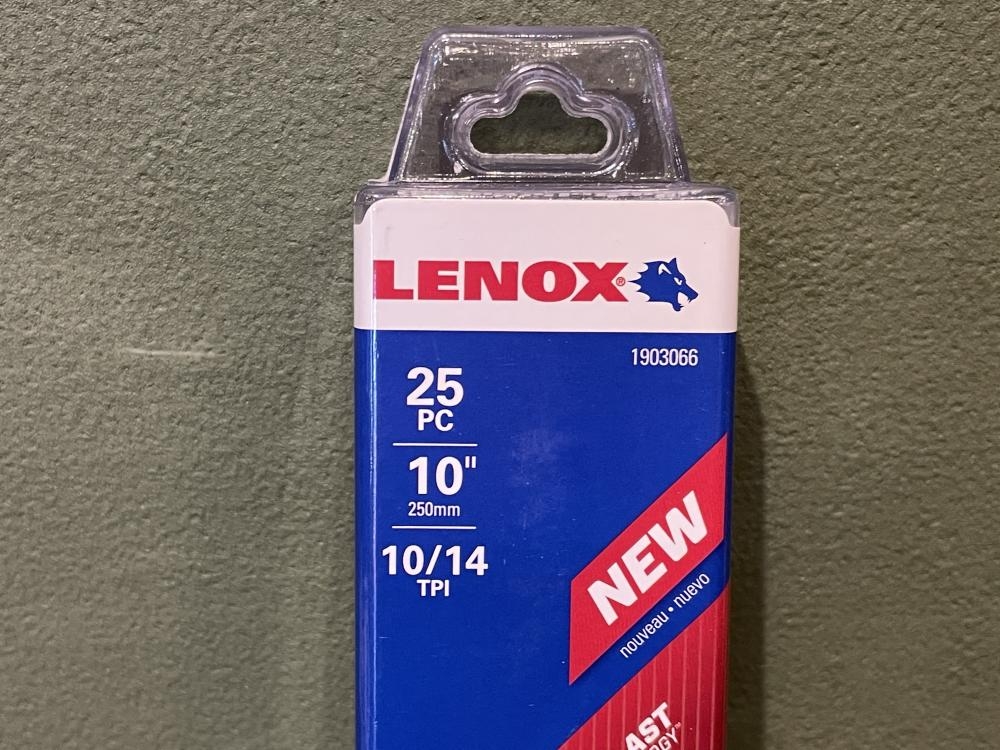 LENOX®
1903066
25
PC
10"
250mm
10/14
TPI
NEW
nouveau • nuevo